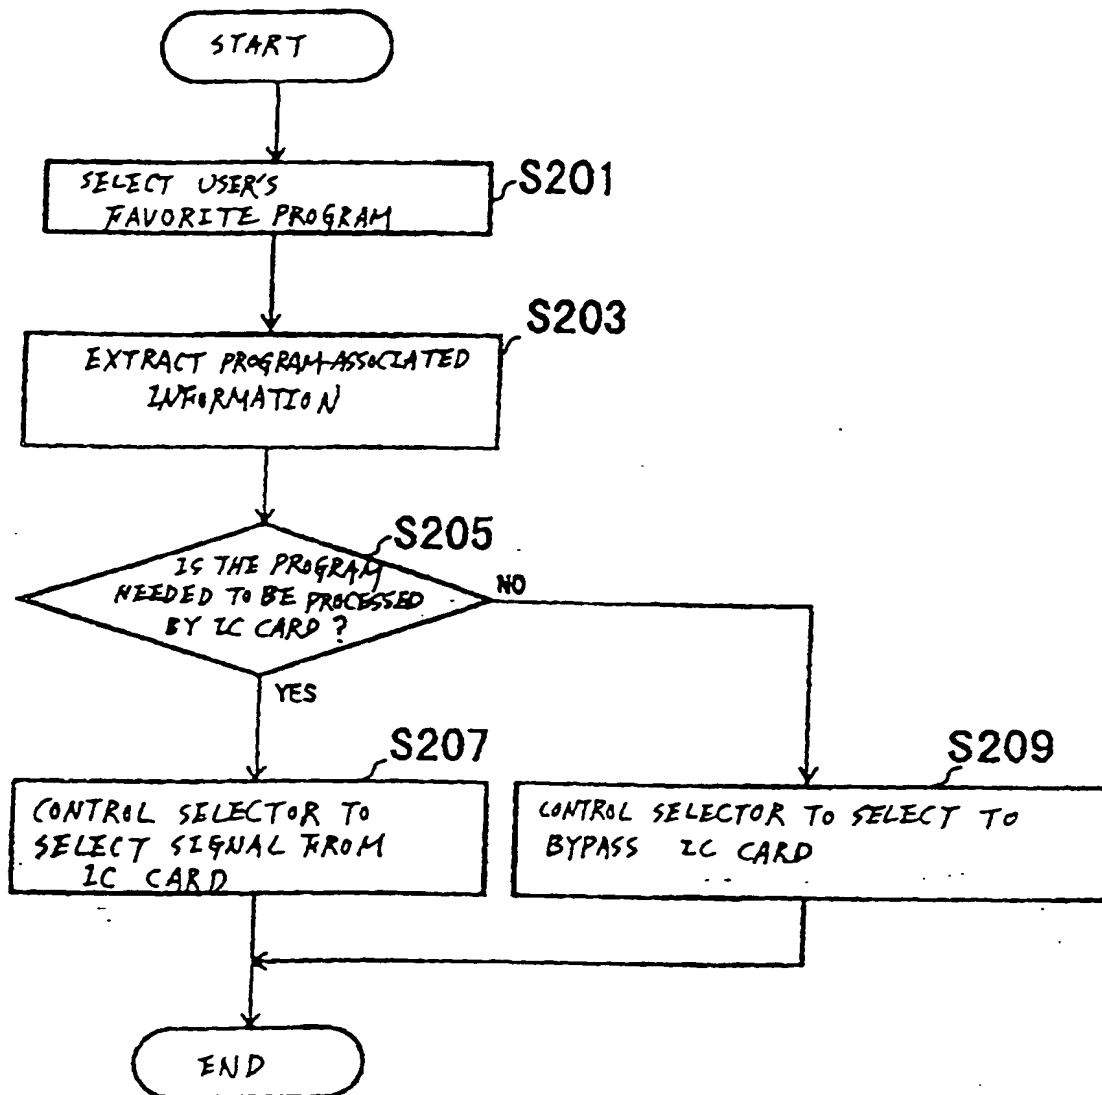 START
SELECT USER'S
FAVORITE PROGRAM
S201
S203
EXTRACT PROGRAM-ASSOCIATED
INFORMATION
S205
IS THE PROGRAM
NEEDED TO BE PROCESSED
BY IC CARD?
NO
YES
S207
CONTROL SELECTOR TO
SELECT SIGNAL FROM
IC CARD
S209
CONTROL SELECTOR TO SELECT TO
BYPASS IC CARD
END